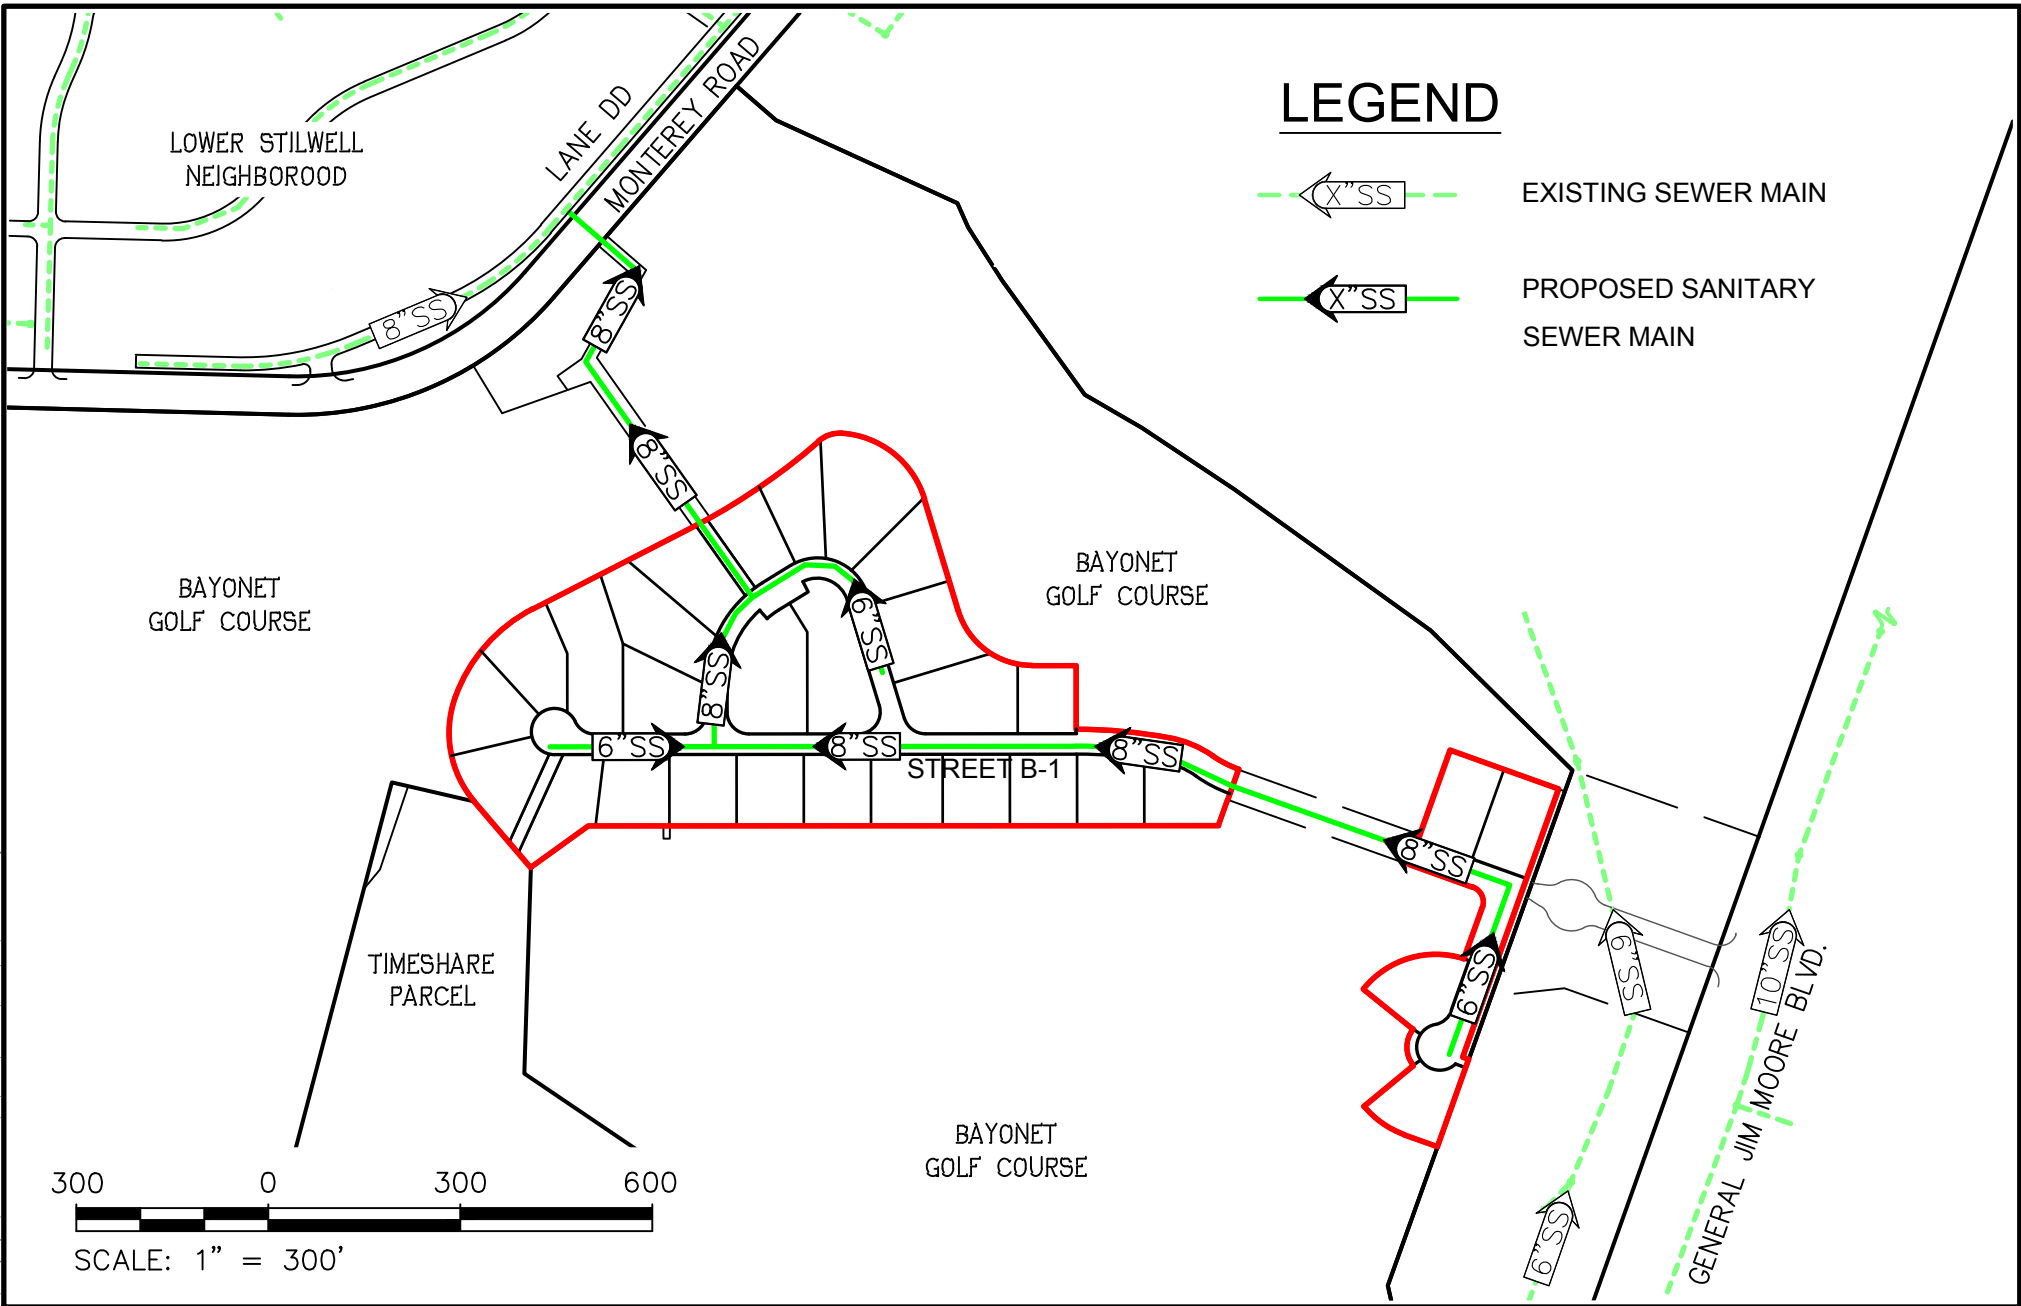 LEGEND
X"SS
EXISTING SEWER MAIN
X"SS
PROPOSED SANITARY
SEWER MAIN
LOWER STILWELL
NEIGHBOROOD
LANE DD
MONTEREY ROAD
8"SS
8"SS
8"SS
BAYONET
GOLF COURSE
BAYONET
GOLF COURSE
6"SS
8"SS
6"SS
8"SS
8"SS
STREET B-1
8"SS
6"SS
6"SS
10"SS
TIMESHARE
PARCEL
BAYONET
GOLF COURSE
GENERAL JIM MOORE BLVD.
6"SS
300 0 300 600
SCALE: 1" = 300'